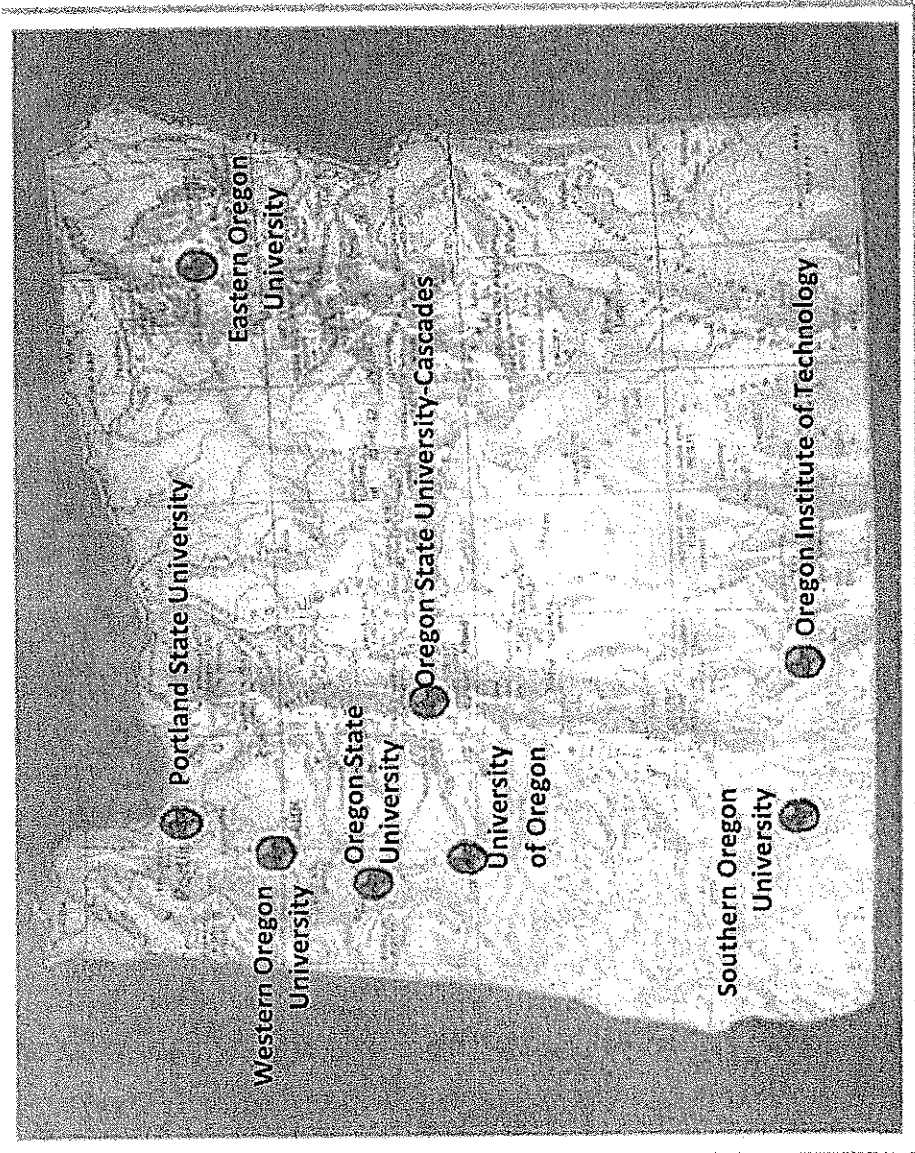 Portland State University
Eastern Oregon
University
Western Oregon
University
Oregon State
University
Oregon State University-Cascades
University
of Oregon
Southern Oregon
University
Oregon Institute of Technology